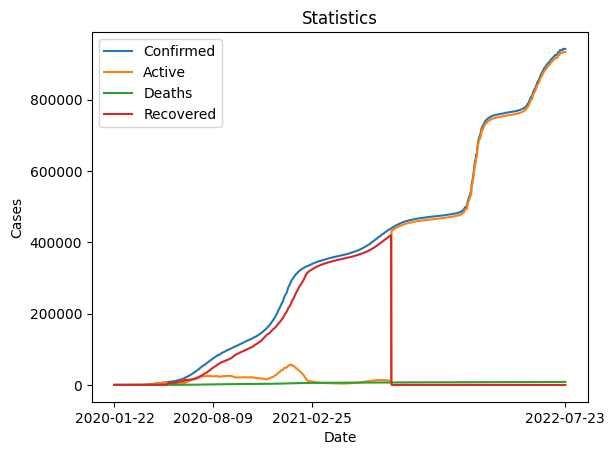 Statistics
Confirmed
Active
Deaths
Recovered
Cases
800000
600000
400000
200000
0
2020-01-22
2020-08-09
2021-02-25
2022-07-23
Date